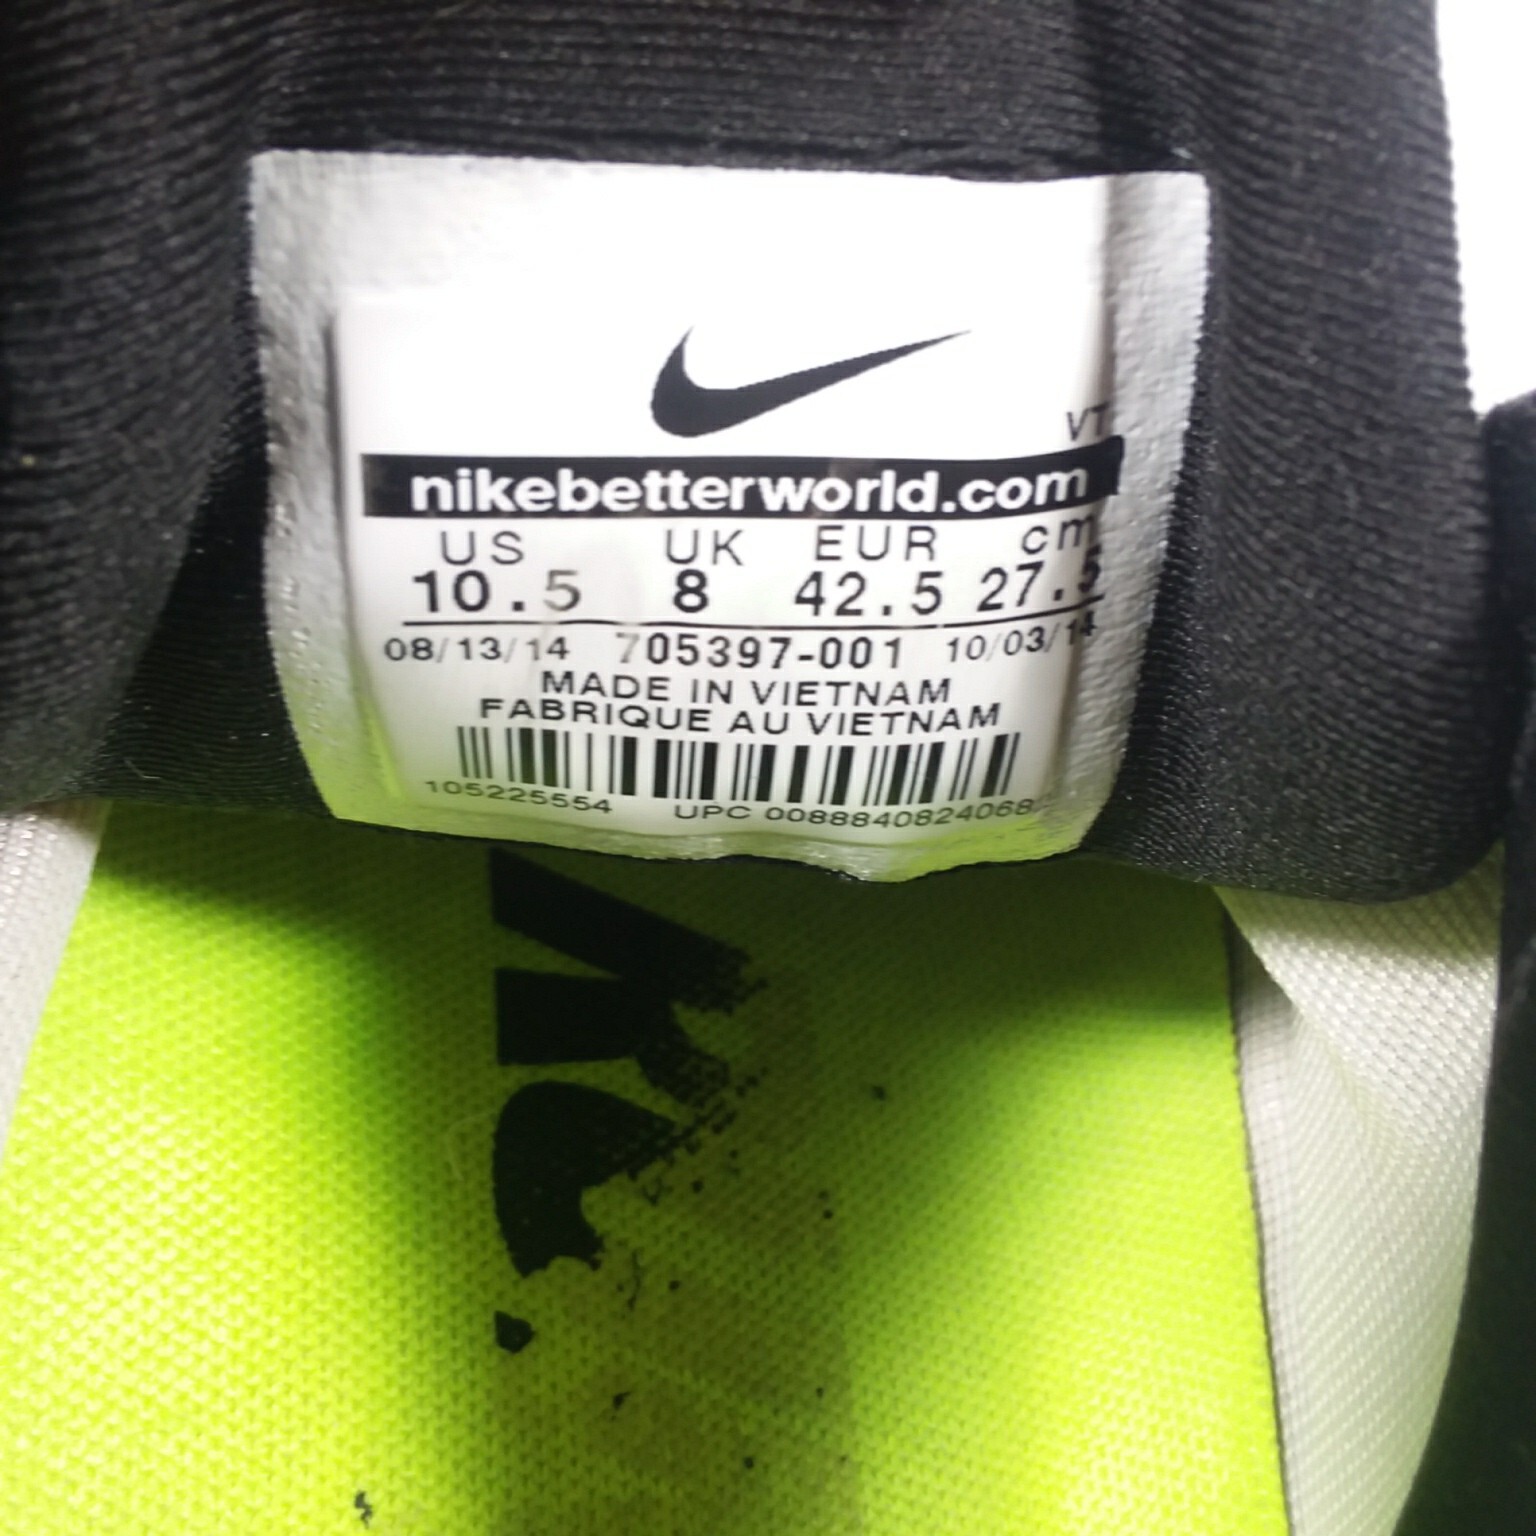 VT
nikebetterworld.com
US UK EUR cm
10.5 8 42.5 27.5
08/13/14 705397-001 10/03/14
MADE IN VIETNAM
FABRIQUE AU VIETNAM
105225554 UPC 00888408240682